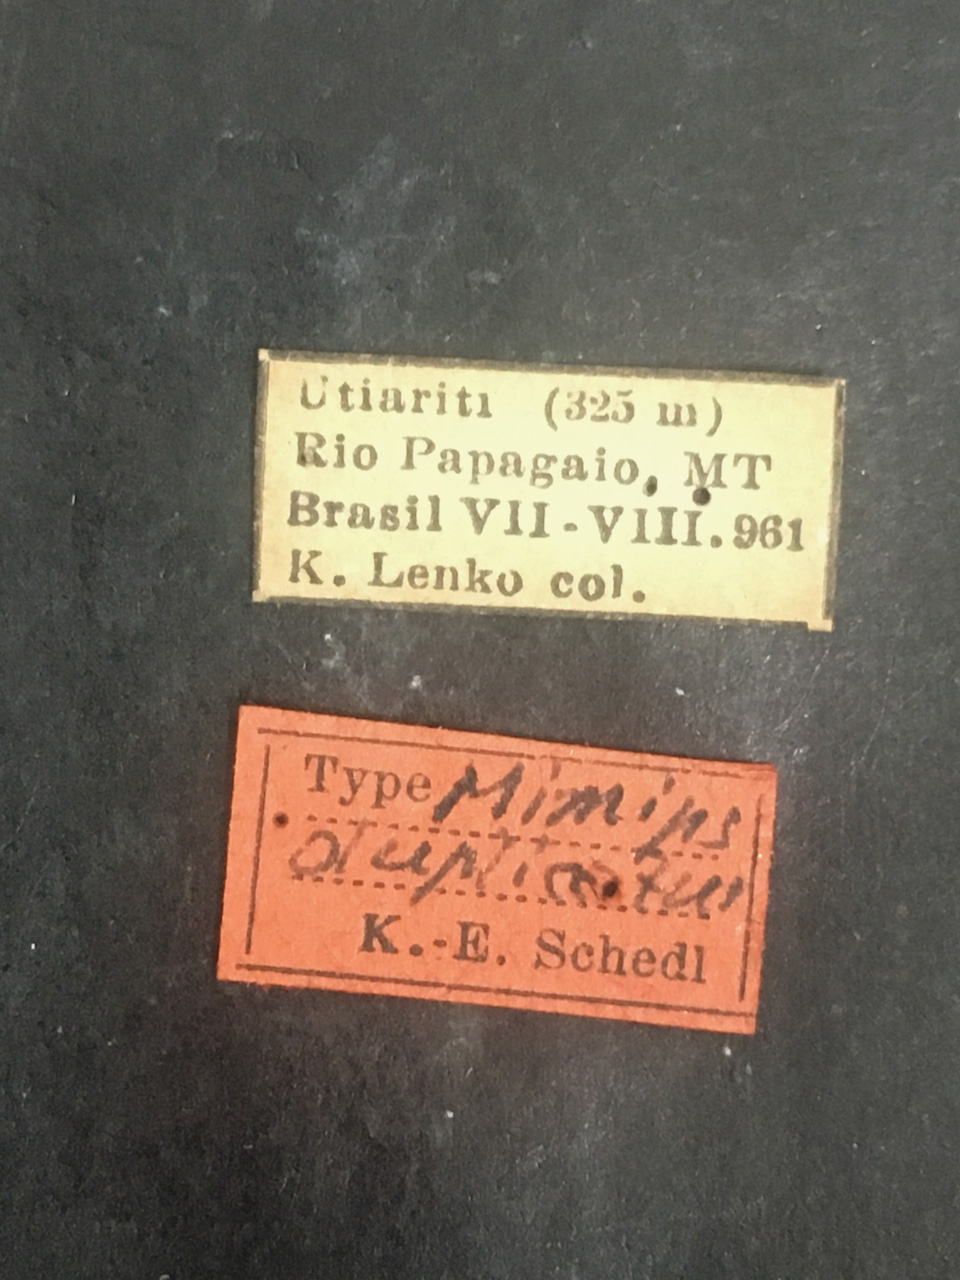 Utiariti (325 m)
Rio Papagaio, MT
Brasil VII-VIII.961
K. Lenko col.
Type Mimips
duplicatus
K.-E. Schedl